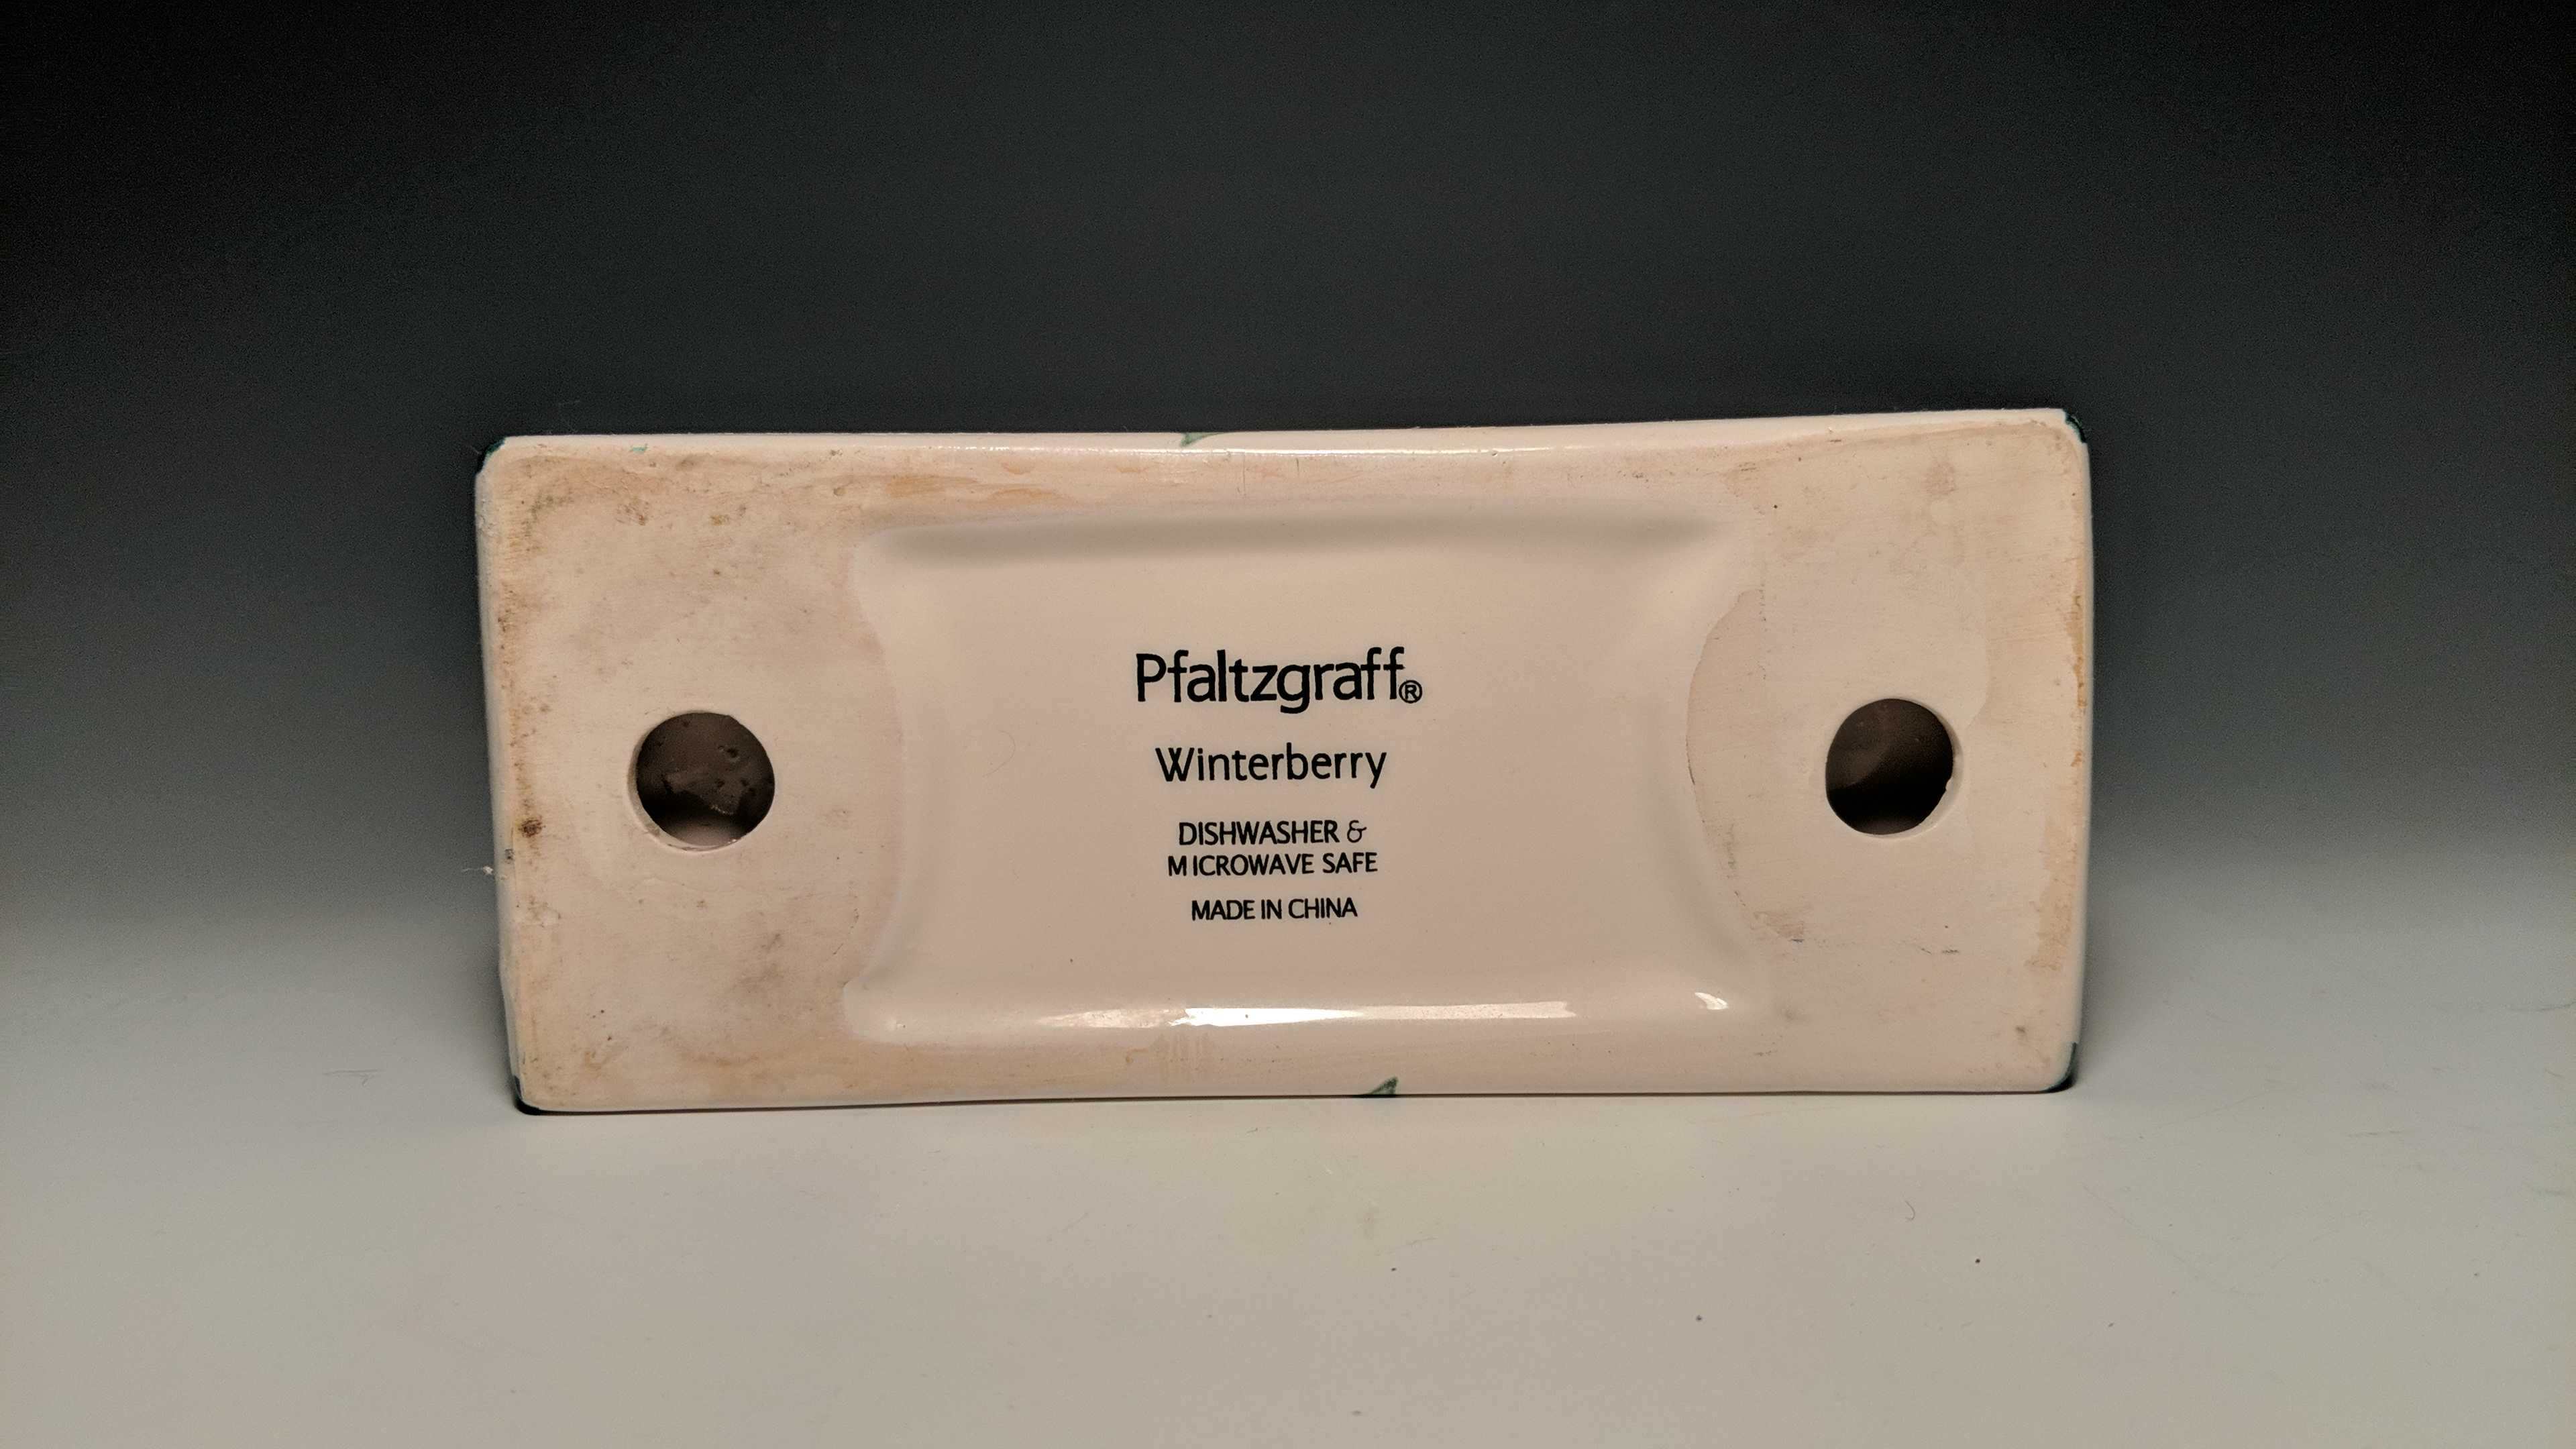 Pfaltzgraff®
Winterberry
DISHWASHER &
MICROWAVE SAFE
MADE IN CHINA